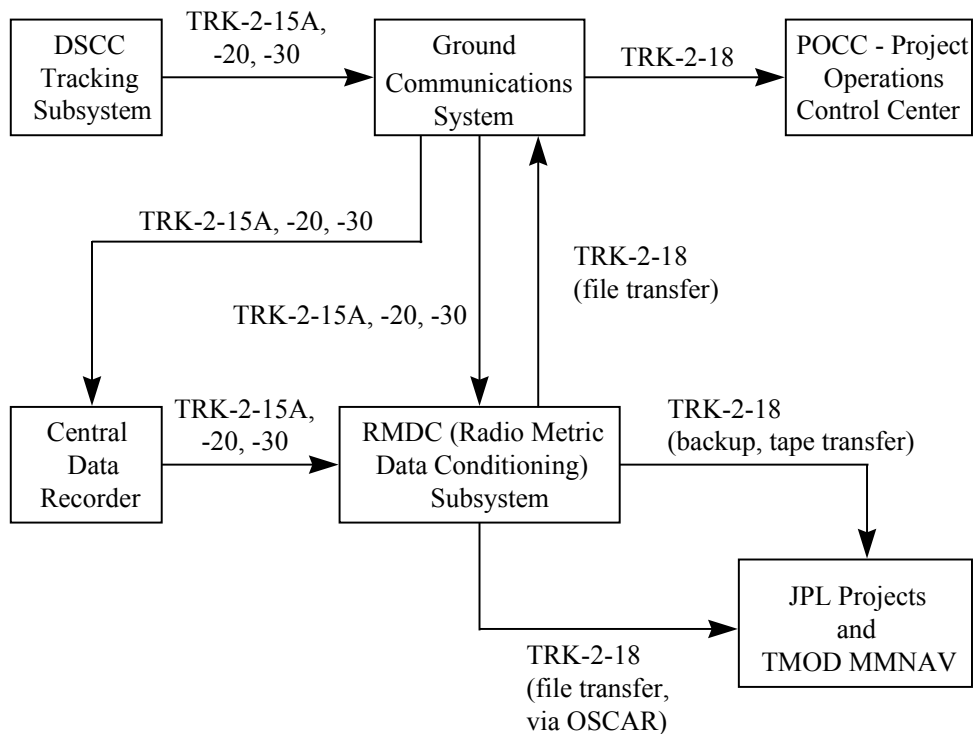 DSCC
Tracking
Subsystem
TRK-2-15A,
-20, -30
Ground
Communications
System
TRK-2-18
POCC - Project
Operations
Control Center
TRK-2-15A, -20, -30
TRK-2-18
(file transfer)
TRK-2-15A, -20, -30
Central
Data
Recorder
TRK-2-15A,
-20, -30
RMDC (Radio Metric
Data Conditioning)
Subsystem
TRK-2-18
(backup, tape transfer)
JPL Projects
and
TMOD MMNAV
TRK-2-18
(file transfer,
via OSCAR)